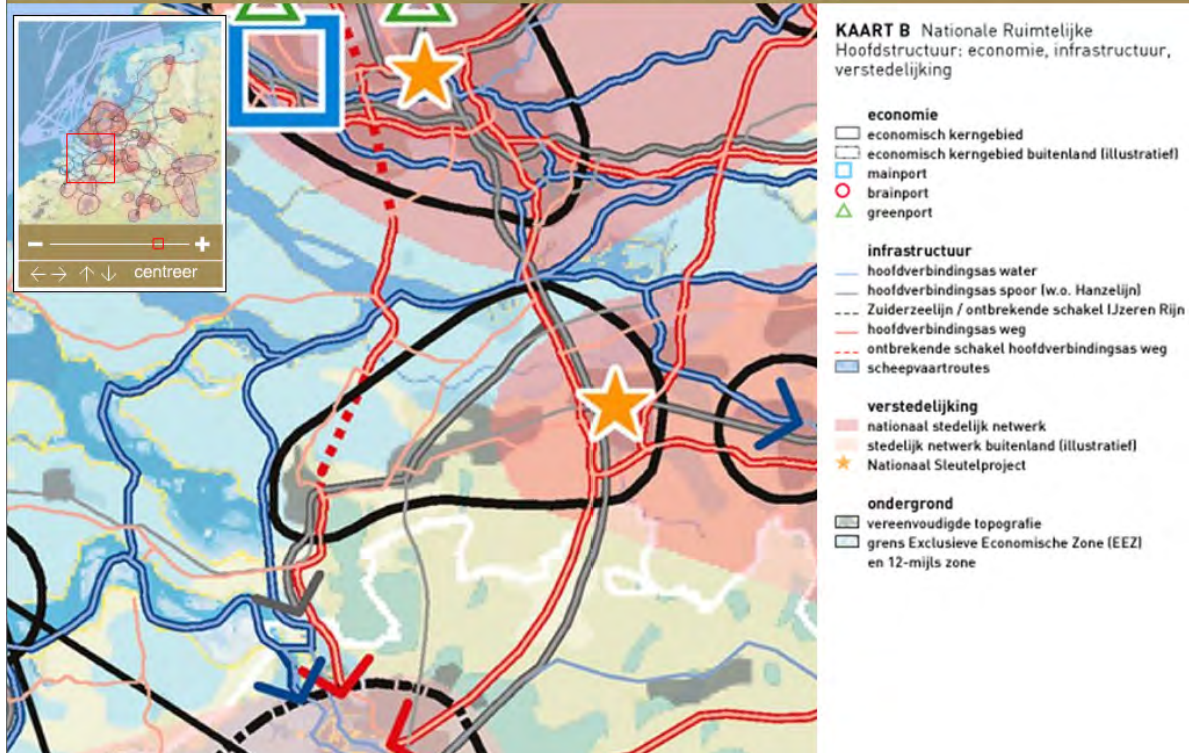 centreer
KAART B Nationale Ruimtelijke
Hoofdstructuur: economie, infrastructuur,
verstedelijking
economie
economisch kerngebied
economisch kerngebied buitenland (illustratief)
mainport
brainport
greenport
infrastructuur
hoofdverbindingsas water
hoofdverbindingsas spoor (w.o. Hanzelijn)
Zuiderzeelijn / ontbrekende schakel IJzeren Rijn
hoofdverbindingsas weg
ontbrekende schakel hoofdverbindingsas weg
scheepvaartroutes
verstedelijking
nationaal stedelijk netwerk
stedelijk netwerk buitenland (illustratief)
Nationaal Sleutelproject
ondergrond
vereenvoudigde topografie
grens Exclusieve Economische Zone (EEZ)
en 12-mijls zone